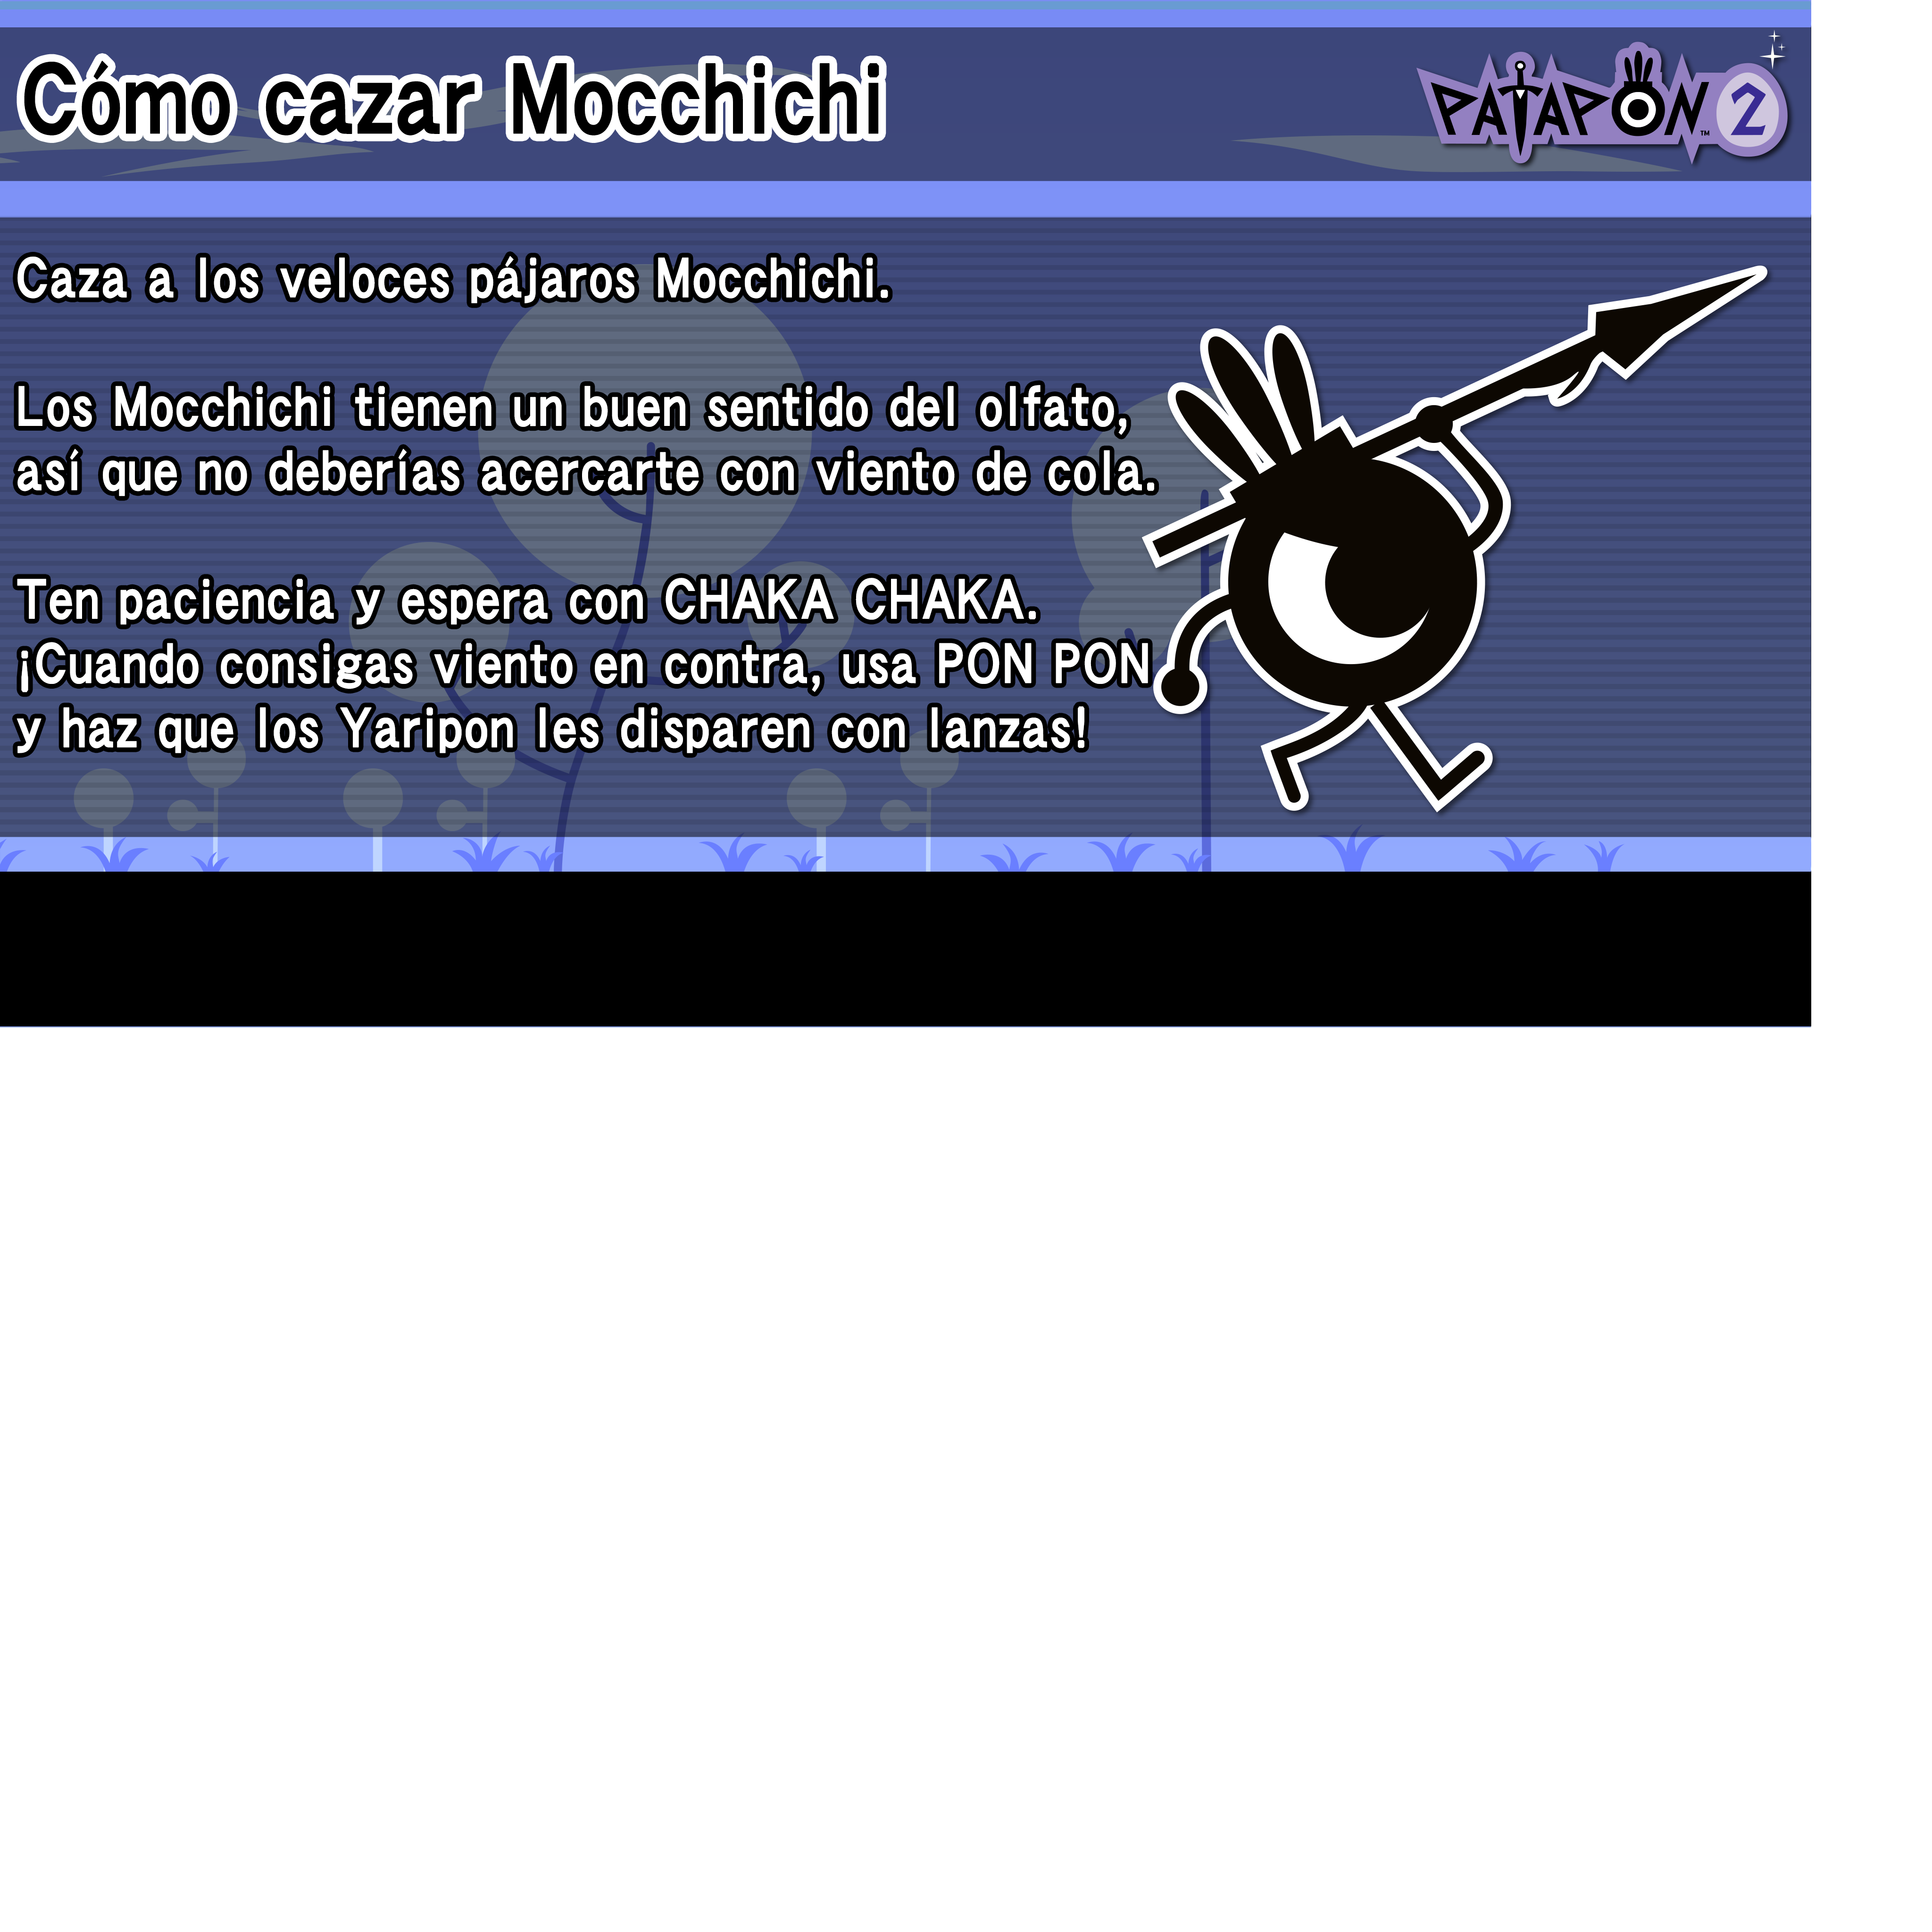 Cómo cazar Mocchichi
PATAPON™ 2
Caza a los veloces pájaros Mocchichi.
Los Mocchichi tienen un buen sentido del olfato,
así que no deberías acercarte con viento de cola.
Ten paciencia y espera con CHAKA CHAKA.
¡Cuando consigas viento en contra, usa PON PON
y haz que los Yaripon les disparen con lanzas!